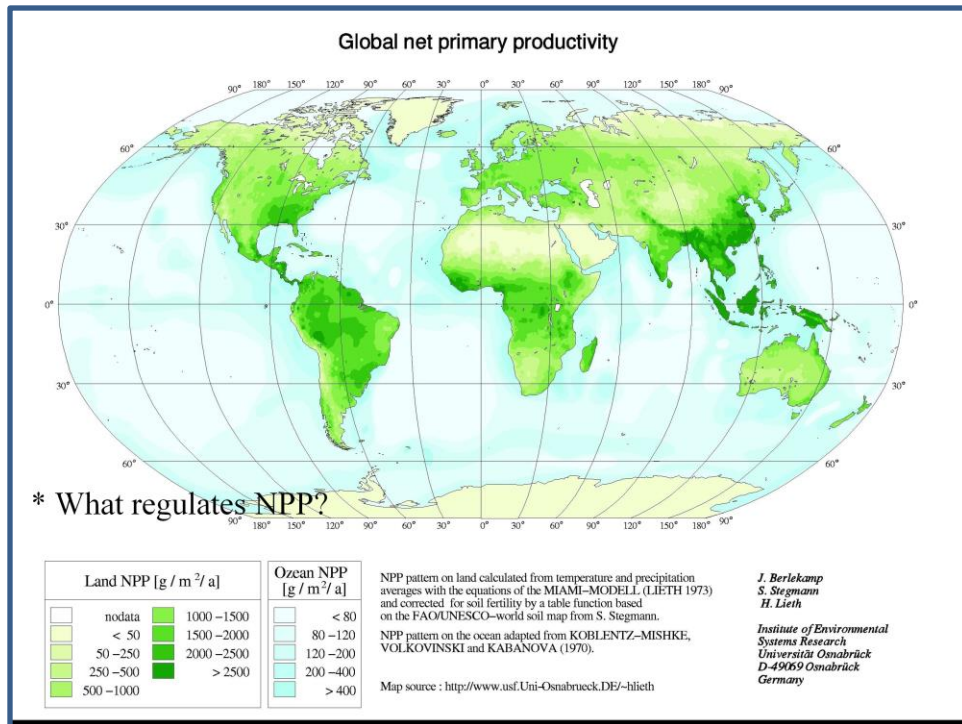 Global net primary productivity
180° 150° 120° 90° 60° 30° 0° 30° 60° 90° 120° 150° 180°
90° 90°
60° 60°
30° 30°
0° 0°
30° 30°
60° 60°
* What regulates NPP?
90° 90°
180° 150° 120° 90° 60° 30° 0° 30° 60° 90° 120° 150° 180°
Land NPP [g / m²/ a]
nodata
< 50
50 –250
250 –500
500 –1000
1000 –1500
1500 –2000
2000 –2500
> 2500
Ozean NPP
[g / m²/ a]
< 80
80 –120
120 –200
200 –400
> 400
NPP pattern on land calculated from temperature and precipitation
averages with the equations of the MIAMI–MODELL (LIETH 1973)
and corrected for soil fertility by a table function based
on the FAO/UNESCO–world soil map from S. Stegmann.
NPP pattern on the ocean adapted from KOBLENTZ-MISHKE,
VOLKOVINSKI and KABANOVA (1970).
Map source : http://www.usf.Uni-Osnabrueck.DE/~hlieth
J. Berlekamp
S. Stegmann
H. Lieth
Institute of Environmental
Systems Research
Universität Osnabrück
D-49069 Osnabrück
Germany